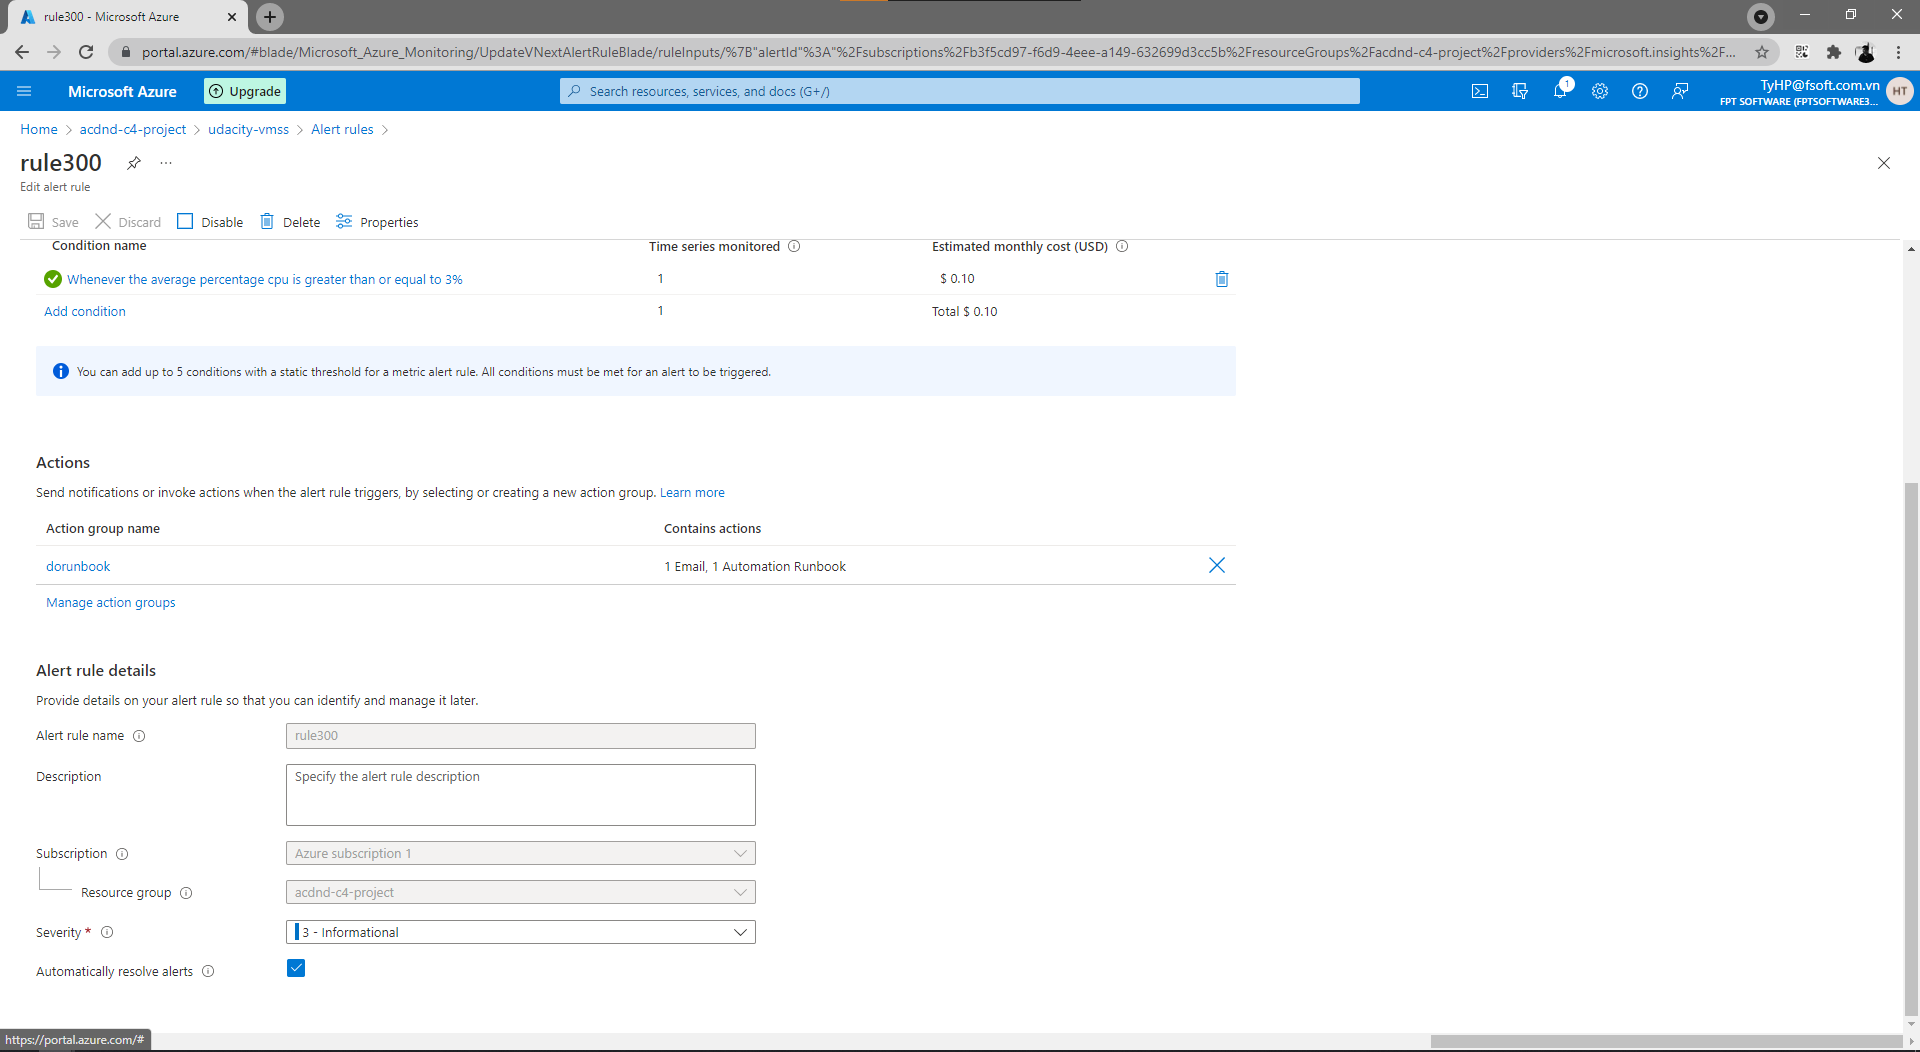 rule300 - Microsoft Azure
portal.azure.com/#blade/Microsoft_Azure_Monitoring/UpdateVNextAlertRuleBlade/ruleInputs/%7B"alertId"%3A"%2Fsubscriptions%2Fb3f5cd97-f6d9-4eee-a149-632699d3cc5b%2FresourceGroups%2Facdnd-c4-project%2Fproviders%2Fmicrosoft.insights%2F...
Microsoft Azure
Upgrade
Search resources, services, and docs (G+/)
1
TyHP@fsoft.com.vn
FPT SOFTWARE (FPTSOFTWARE3...
HT
Home > acdnd-c4-project > udacity-vmss > Alert rules >
rule300
...
Edit alert rule
Save Discard Disable Delete Properties
Condition name Time series monitored Estimated monthly cost (USD)
Whenever the average percentage cpu is greater than or equal to 3% 1 $ 0.10
Add condition 1 Total $ 0.10
You can add up to 5 conditions with a static threshold for a metric alert rule. All conditions must be met for an alert to be triggered.
Actions
Send notifications or invoke actions when the alert rule triggers, by selecting or creating a new action group. Learn more
Action group name Contains actions
dorunbook 1 Email, 1 Automation Runbook
Manage action groups
Alert rule details
Provide details on your alert rule so that you can identify and manage it later.
Alert rule name rule300
Description Specify the alert rule description
Subscription Azure subscription 1
Resource group acdnd-c4-project
Severity * 3 - Informational
Automatically resolve alerts
https://portal.azure.com/#